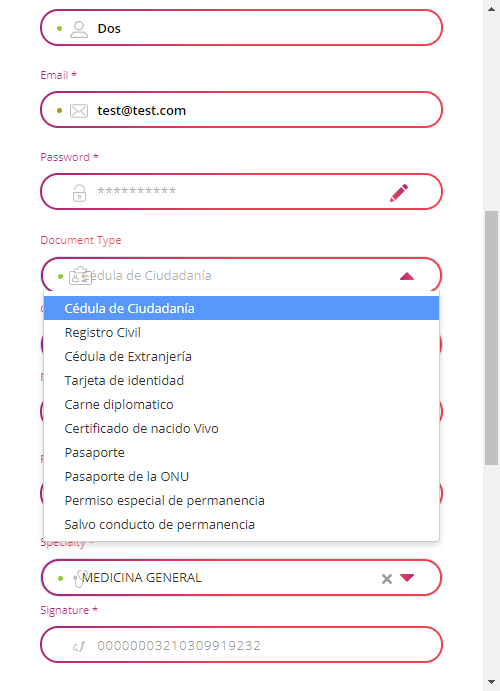 Dos
Email *
test@test.com
Password *
**********
Document Type
Cédula de Ciudadanía
Cédula de Ciudadanía
Registro Civil
Cédula de Extranjería
Tarjeta de identidad
Carne diplomatico
Certificado de nacido Vivo
Pasaporte
Pasaporte de la ONU
Permiso especial de permanencia
Salvo conducto de permanencia
Specialty *
MEDICINA GENERAL
Signature *
00000003210309919232